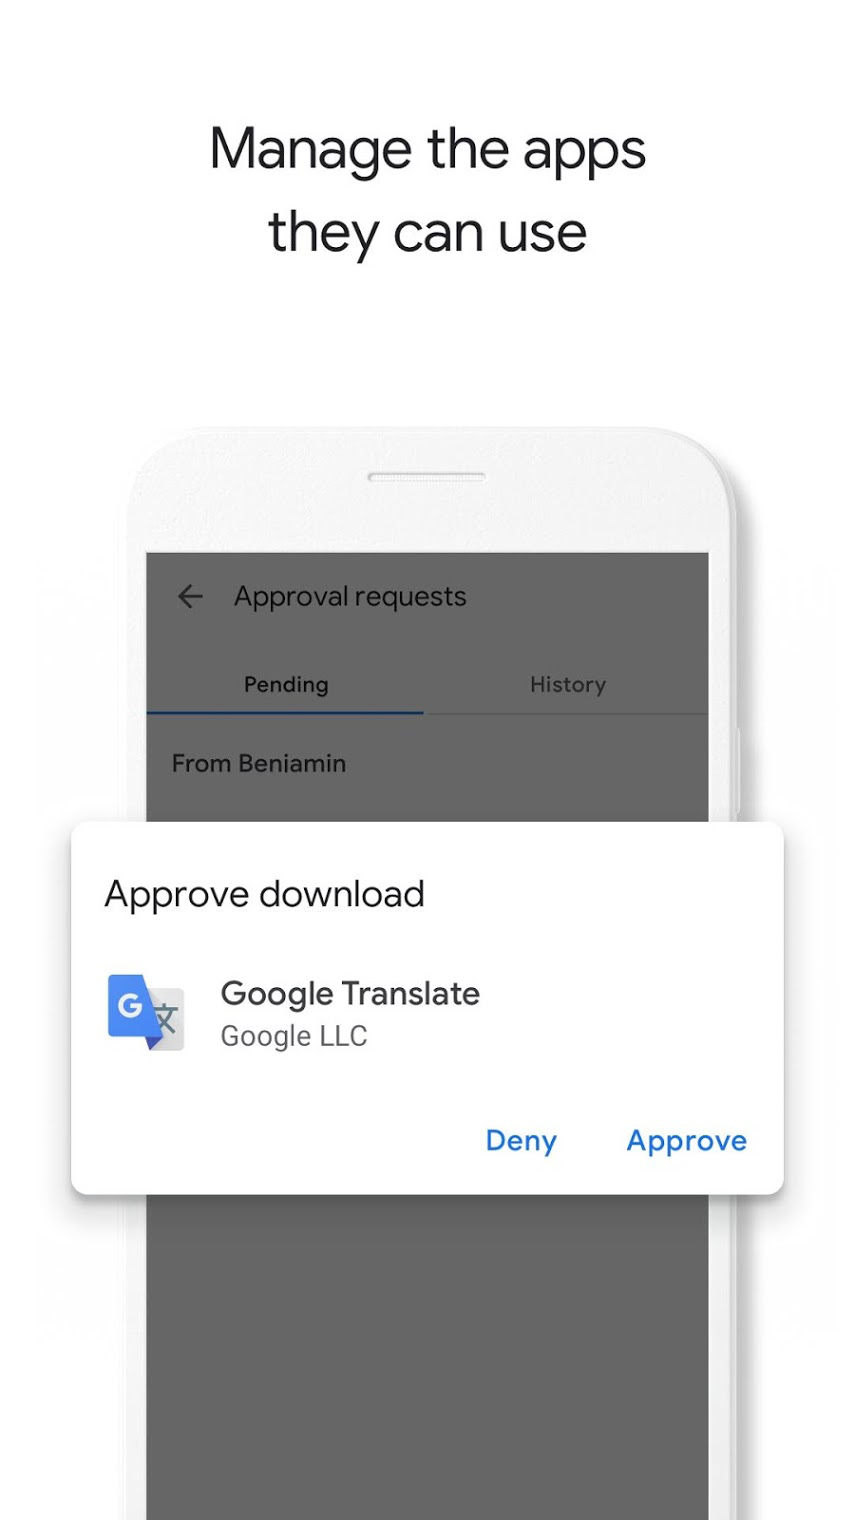 Manage the apps
they can use
Approval requests
Pending
History
From Beniamin
Approve download
G 文
Google Translate
Google LLC
Deny
Approve